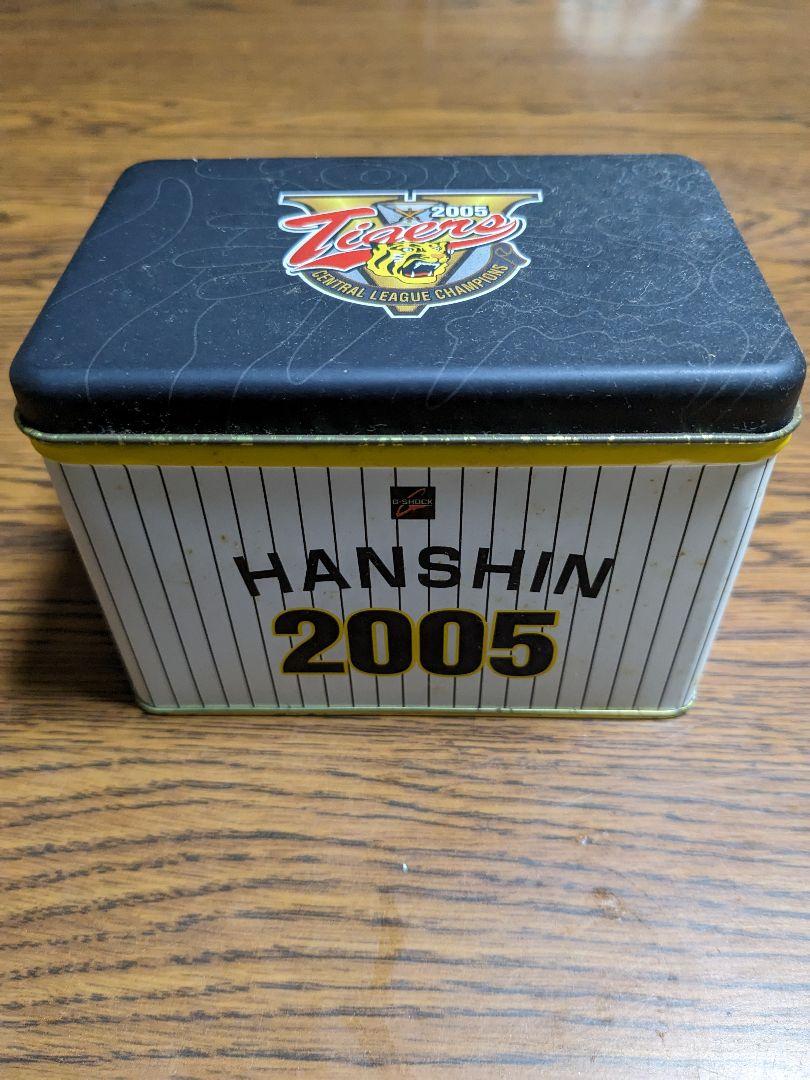 2005
Tigers
CENTRAL LEAGUE CHAMPIONS
G-SHOCK
HANSHIN
2005